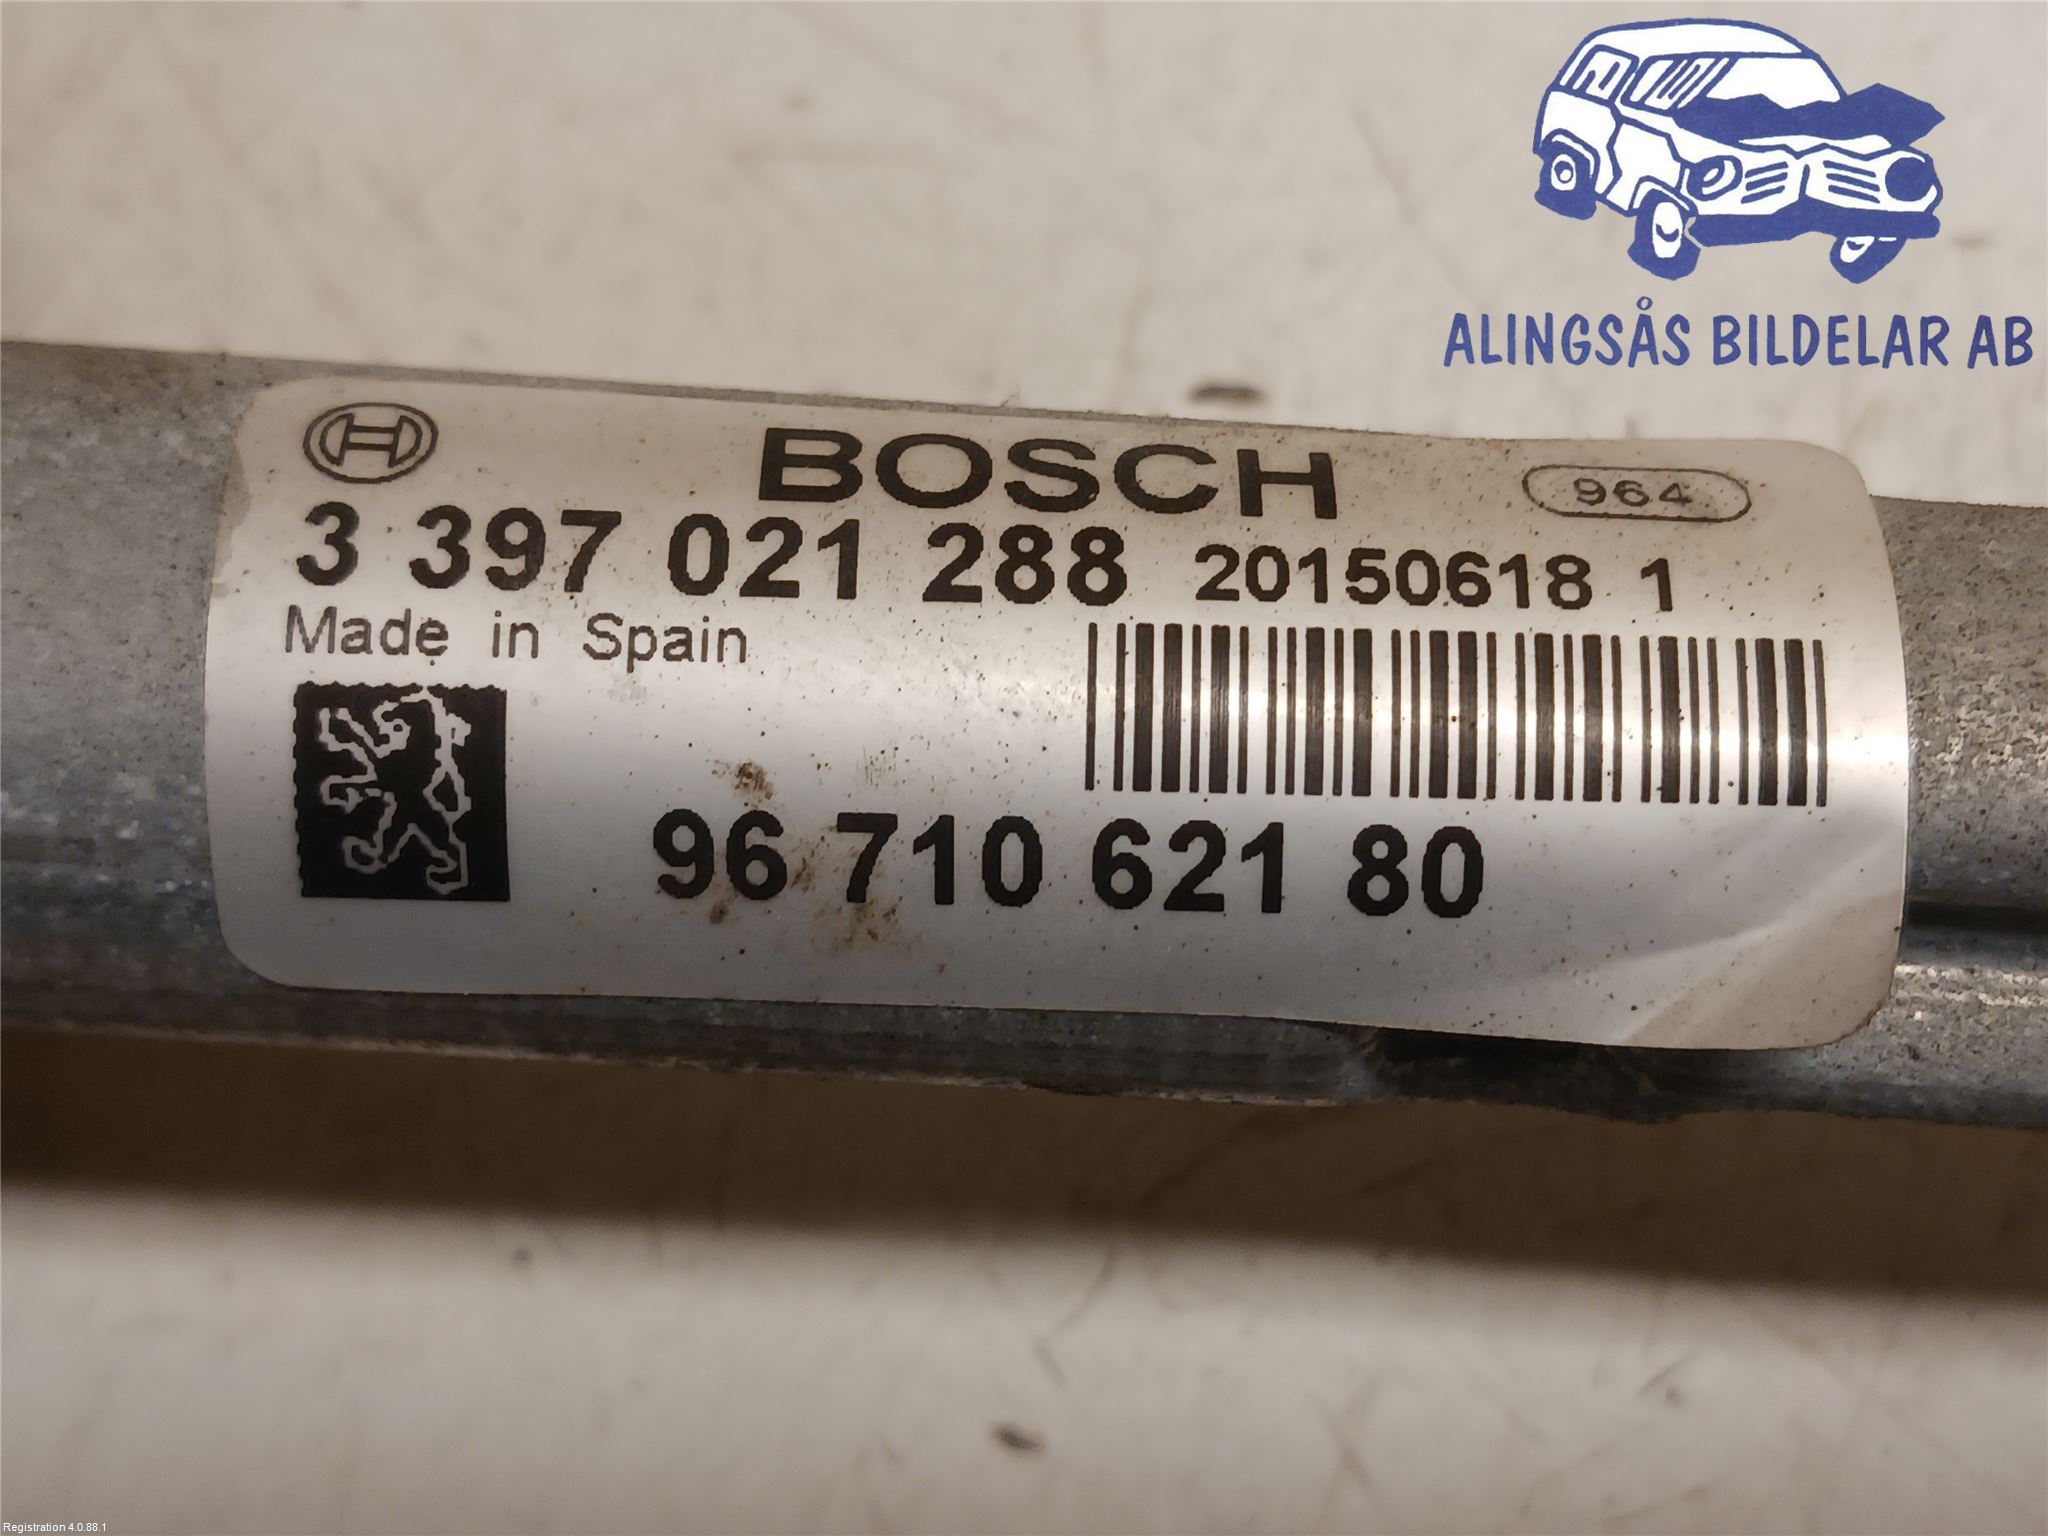 ALINGSÅS BILDELAR AB
BOSCH 964
3 397 021 288 20150618 1
Made in Spain
96 710 621 80
Registration 4.0.88.1